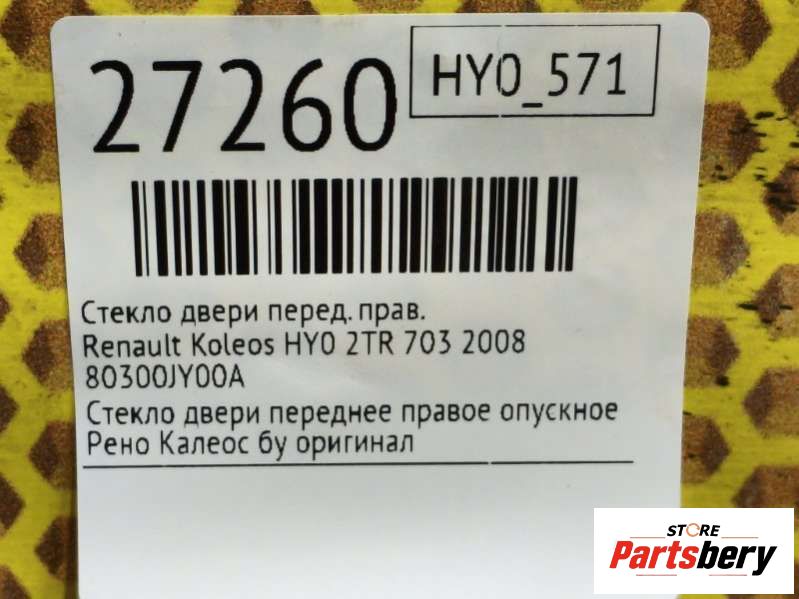 27260
HY0_571
Стекло двери перед. прав.
Renault Koleos HY0 2TR 703 2008
80300JY00A
Стекло двери переднее правое опускное
Рено Калеос бу оригинал
STORE
Partsbery